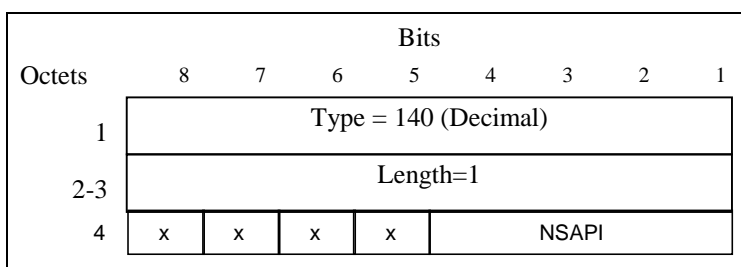 Bits
Octets 8 7 6 5 4 3 2 1
1 Type = 140 (Decimal)
2-3 Length=1
4 x x x x NSAPI